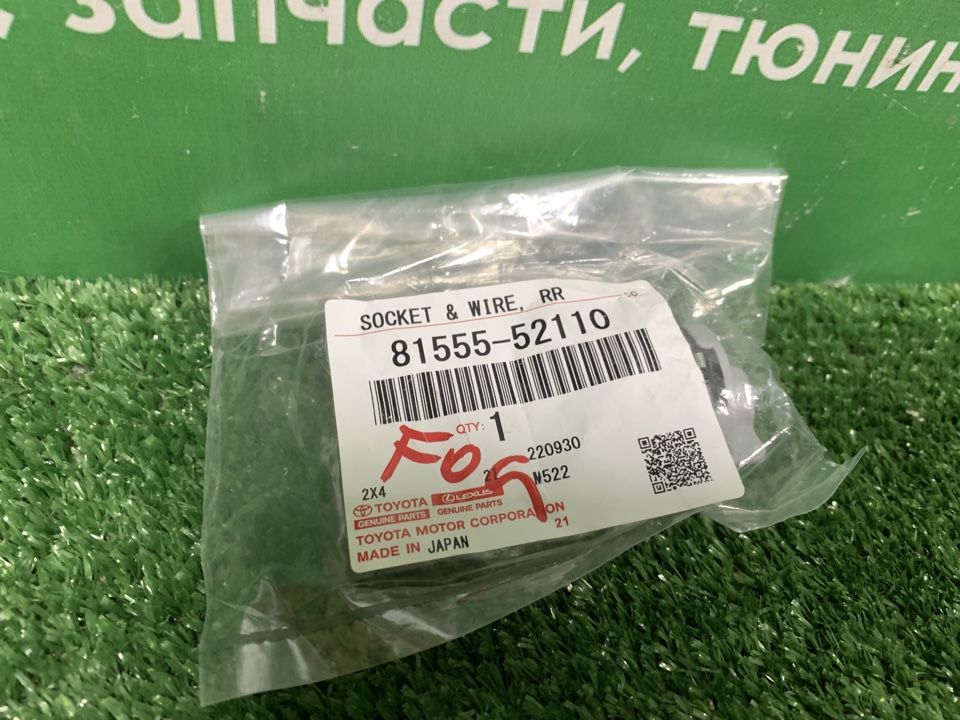 , запчасти, тюнин
SOCKET & WIRE, RR
81555-52110
QTY: 1
FOG
220930
2X4
21 W522
TOYOTA LEXUS
GENUINE PARTS GENUINE PARTS
TOYOTA MOTOR CORPORATION
MADE IN JAPAN 21